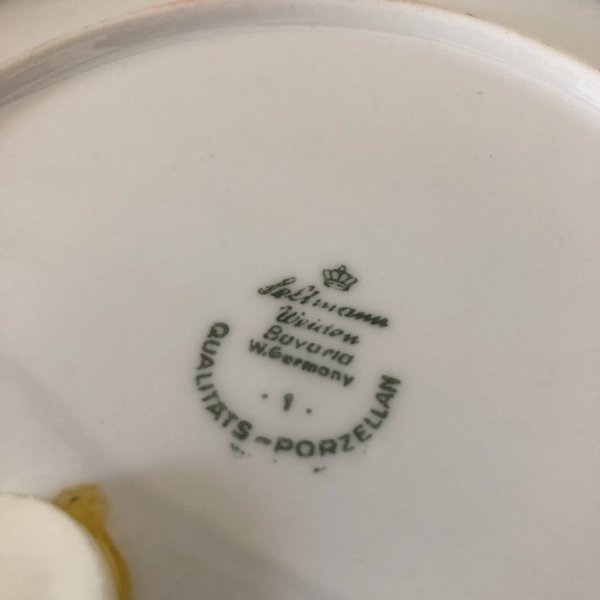 Seltmann
Weiden
Bavaria
W.Germany
· 1 ·
QUALITÄTS-PORZELLAN